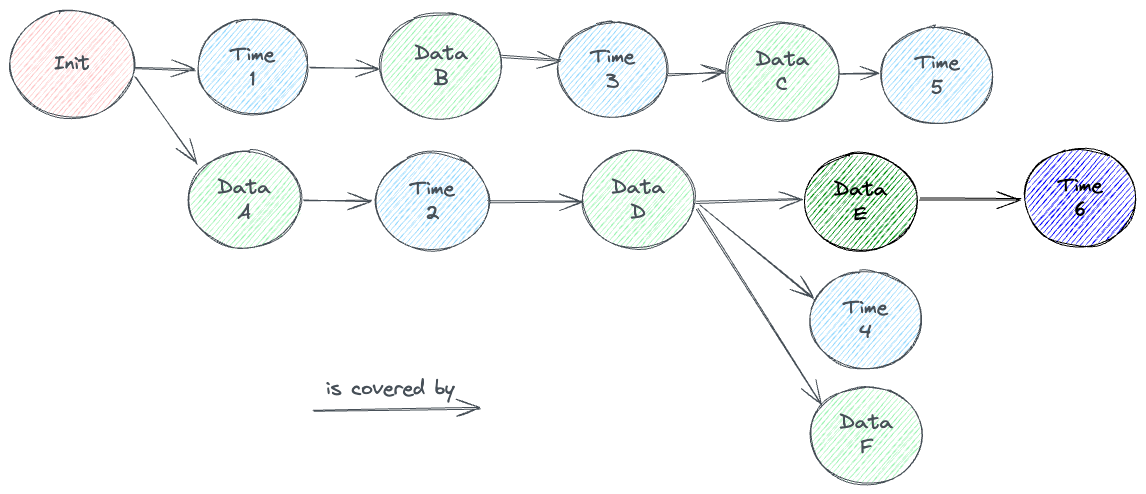 Init
Time
1
Data
B
Time
3
Data
C
Time
5
Data
A
Time
2
Data
D
Data
E
Time
6
Time
4
is covered by
Data
F